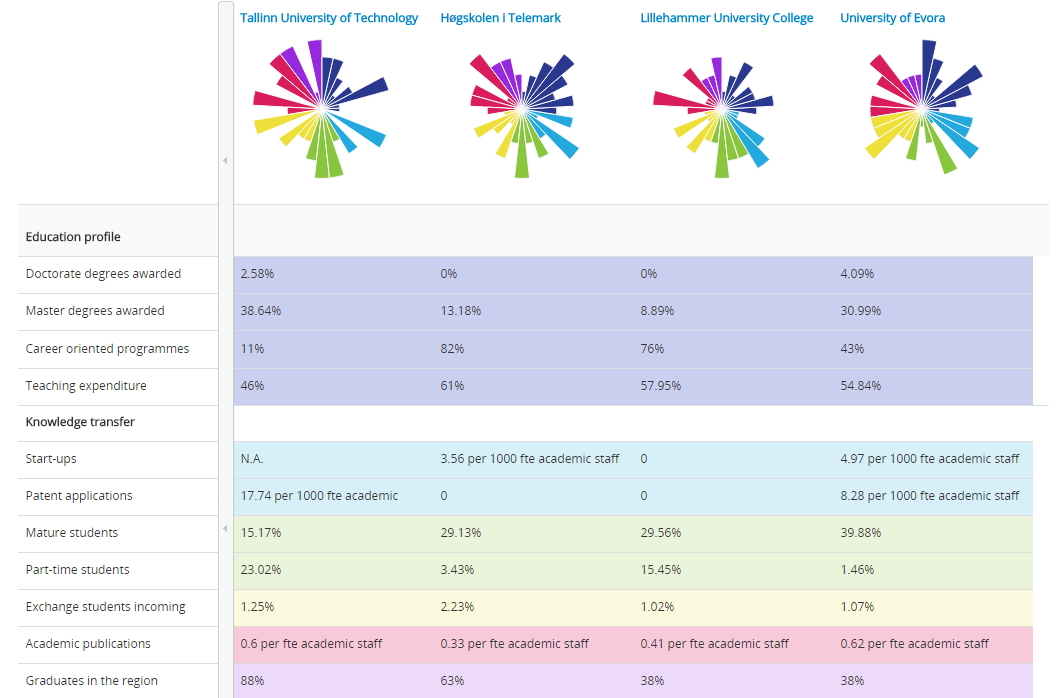 Tallinn University of Technology Høgskolen i Telemark Lillehammer University College University of Evora
Education profile
Doctorate degrees awarded 2.58% 0% 0% 4.09%
Master degrees awarded 38.64% 13.18% 8.89% 30.99%
Career oriented programmes 11% 82% 76% 43%
Teaching expenditure 46% 61% 57.95% 54.84%
Knowledge transfer
Start-ups N.A. 3.56 per 1000 fte academic staff 0 4.97 per 1000 fte academic staff
Patent applications 17.74 per 1000 fte academic 0 0 8.28 per 1000 fte academic staff
Mature students 15.17% 29.13% 29.56% 39.88%
Part-time students 23.02% 3.43% 15.45% 1.46%
Exchange students incoming 1.25% 2.23% 1.02% 1.07%
Academic publications 0.6 per fte academic staff 0.33 per fte academic staff 0.41 per fte academic staff 0.62 per fte academic staff
Graduates in the region 88% 63% 38% 38%